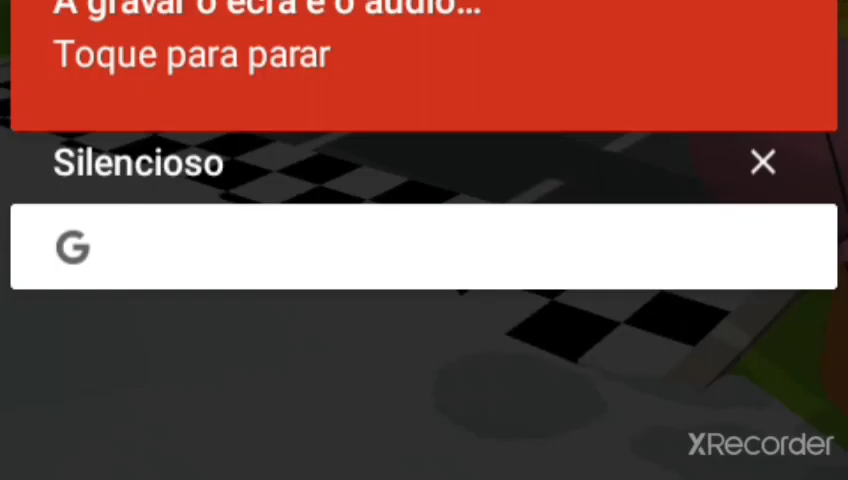 A gravar o ecrã e o áudio...
Toque para parar
Silencioso
G
XRecorder